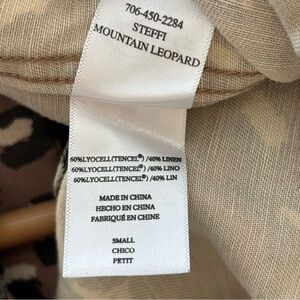 706-450-2284
STEFFI
MOUNTAIN LEOPARD
60%LYOCELL(TENCEL®)/40% LINEN
60%LYOCELL(TENCEL®)/40% LINO
60%LYOCELL(TENCEL®)/40% LIN
MADE IN CHINA
HECHO EN CHINA
FABRIQUÉ EN CHINE
SMALL
CHICO
PETIT